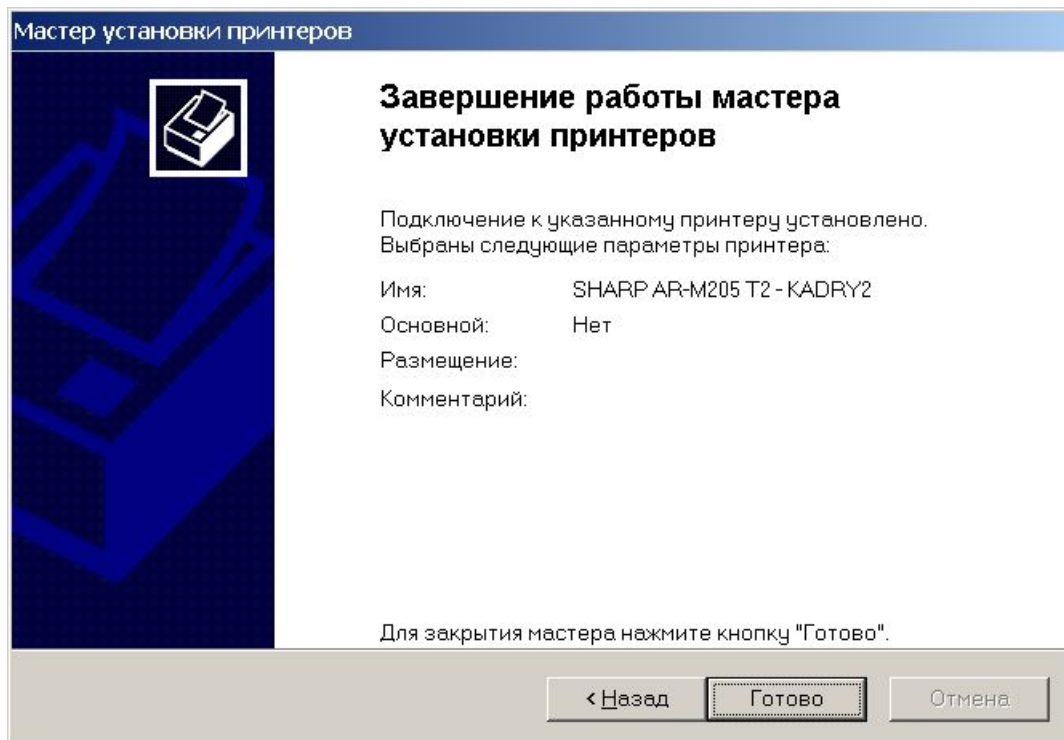 Мастер установки принтеров
Завершение работы мастера
установки принтеров
Подключение к указанному принтеру установлено.
Выбраны следующие параметры принтера:
Имя: SHARP AR-M205 T2 - KADRY2
Основной: Нет
Размещение:
Комментарий:
Для закрытия мастера нажмите кнопку "Готово".
< Назад Готово Отмена